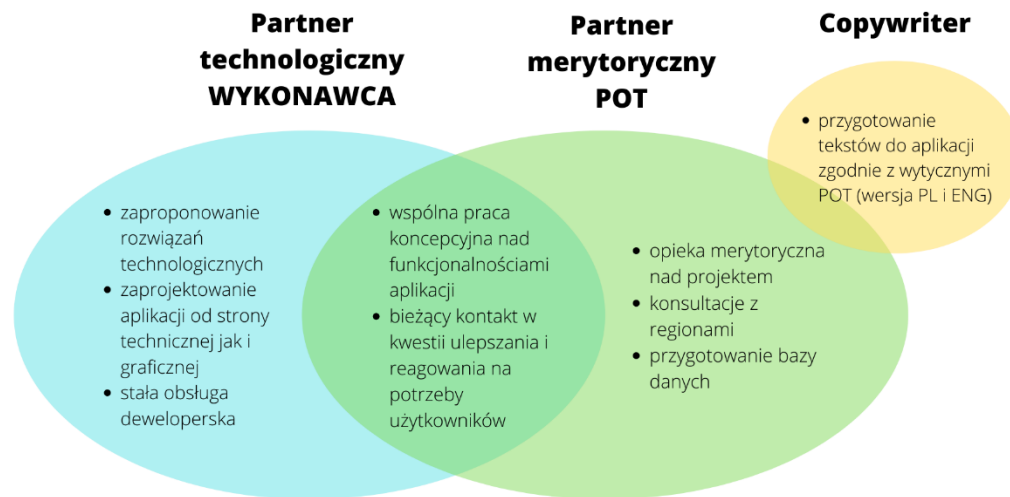 Partner
technologiczny
WYKONAWCA
Partner
merytoryczny
POT
Copywriter
• zaproponowanie
rozwiązań
technologicznych
• zaprojektowanie
aplikacji od strony
technicznej jak i
graficznej
• stała obsługa
deweloperska
• wspólna praca
koncepcyjna nad
funkcjonalnościami
aplikacji
• bieżący kontakt w
kwestii ulepszania i
reagowania na
potrzeby
użytkowników
• opieka merytoryczna
nad projektem
• konsultacje z
regionami
• przygotowanie bazy
danych
• przygotowanie
tekstów do aplikacji
zgodnie z wytycznymi
POT (wersja PL i ENG)